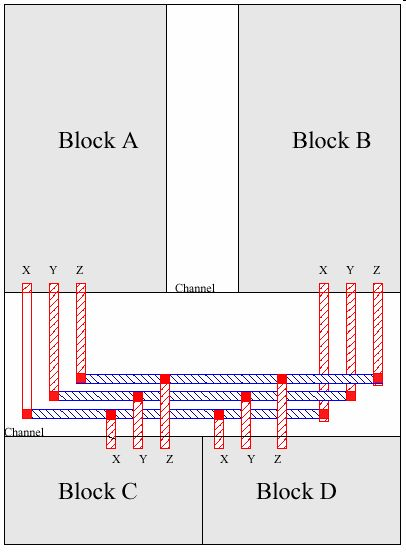 Block A Block B
X Y Z X Y Z
Channel
Channel
X Y Z X Y Z
Block C Block D